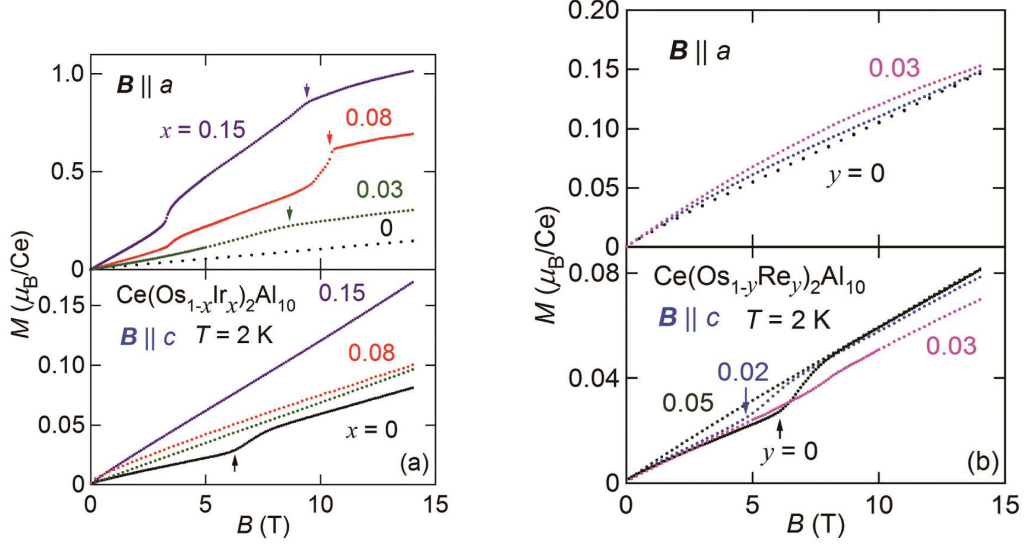 B || a
x = 0.15
0.08
0.03
0
1.0
0.5
0
M (μB/Ce)
Ce(Os1-xIrx)2Al10
B || c T = 2 K
0.15
0.08
x = 0
0.15
0.10
0.05
0
0 5 10 15
B (T)
(a)
B || a
0.03
y = 0
0.20
0.15
0.10
0.05
0
M (μB/Ce)
Ce(Os1-yRey)2Al10
B || c T = 2 K
0.02
0.03
0.05
y = 0
0.08
0.04
0
0 5 10 15
B (T)
(b)